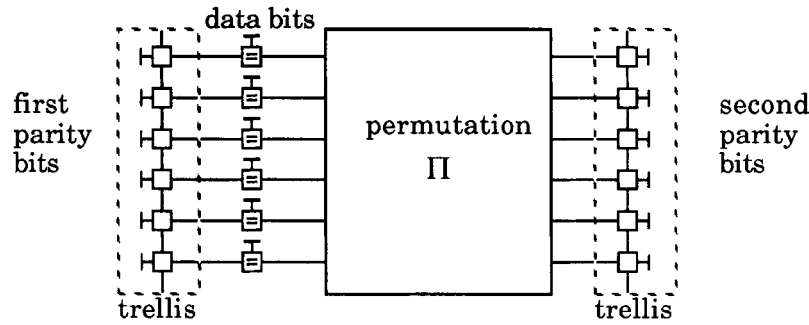 data bits
first
parity
bits
= 
=
=
=
=
=
permutation
Π
second
parity
bits
trellis
trellis